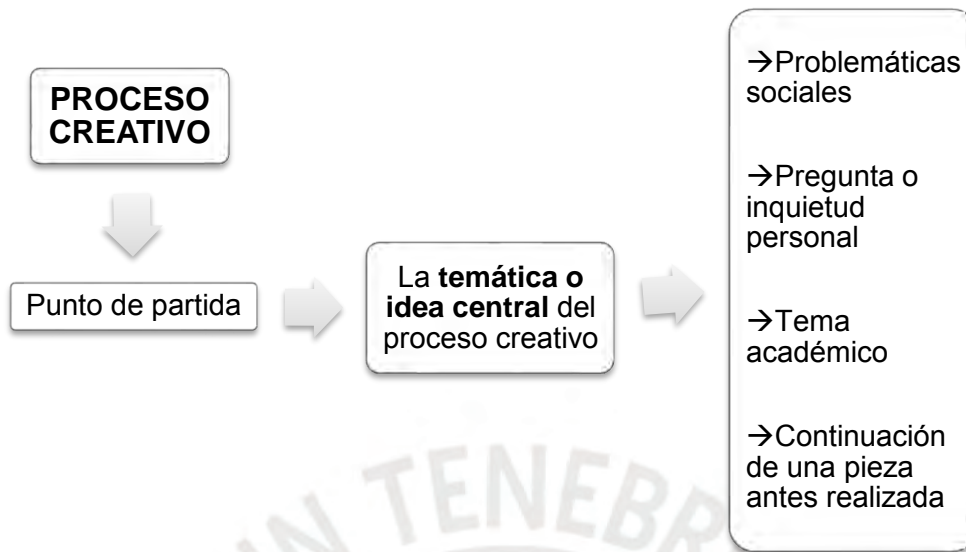 PROCESO
CREATIVO
Punto de partida
La temática o
idea central del
proceso creativo
→Problemáticas
sociales
→Pregunta o
inquietud
personal
→Tema
académico
→Continuación
de una pieza
antes realizada
IN TENEBR